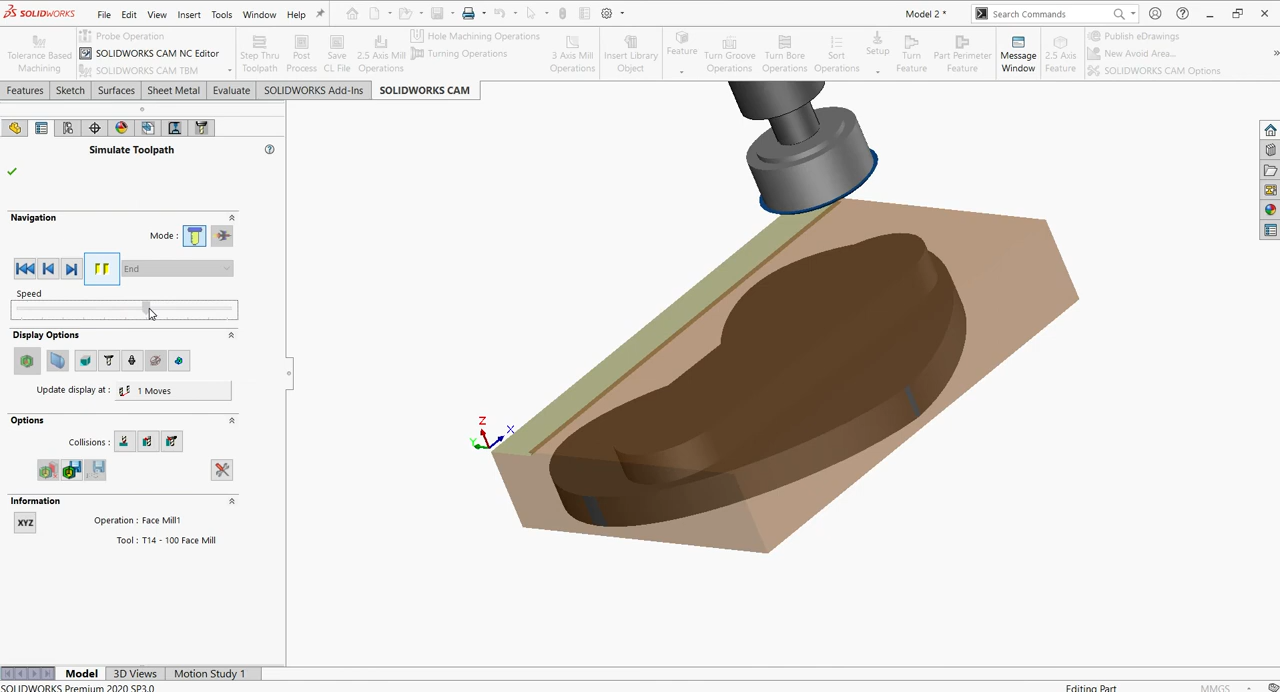 SOLIDWORKS File Edit View Insert Tools Window Help Model 2 * Search Commands
Tolerance Based Machining
Probe Operation
SOLIDWORKS CAM NC Editor
SOLIDWORKS CAM TBM
Step Thru Toolpath
Post Process
Save CL File
2.5 Axis Mill Operations
Hole Machining Operations
Turning Operations
3 Axis Mill Operations
Insert Library Object
Feature
Turn Groove Operations
Turn Bore Operations
Sort Operations
Setup
Turn Feature
Part Perimeter Feature
Message Window
2.5 Axis Feature
Publish eDrawings
New Avoid Area...
SOLIDWORKS CAM Options
Features Sketch Surfaces Sheet Metal Evaluate SOLIDWORKS Add-Ins SOLIDWORKS CAM
Simulate Toolpath
Navigation
Mode :
End
Speed
Display Options
Update display at : 1 Moves
Options
Collisions :
Information
XYZ
Operation : Face Mill1
Tool : T14 - 100 Face Mill
Z
X
Y
Model 3D Views Motion Study 1
SOLIDWORKS Premium 2020 SP3.0 Editing Part MMGS